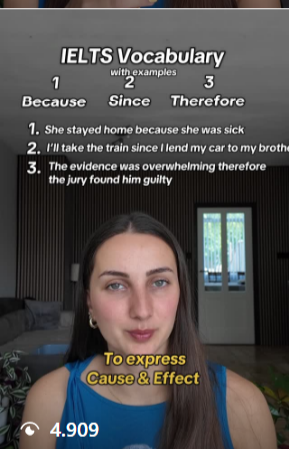 IELTS Vocabulary
with examples
1 2 3
Because Since Therefore
1. She stayed home because she was sick
2. I'll take the train since I lend my car to my brothe
3. The evidence was overwhelming therefore
the jury found him guilty
To express
Cause & Effect
4.909